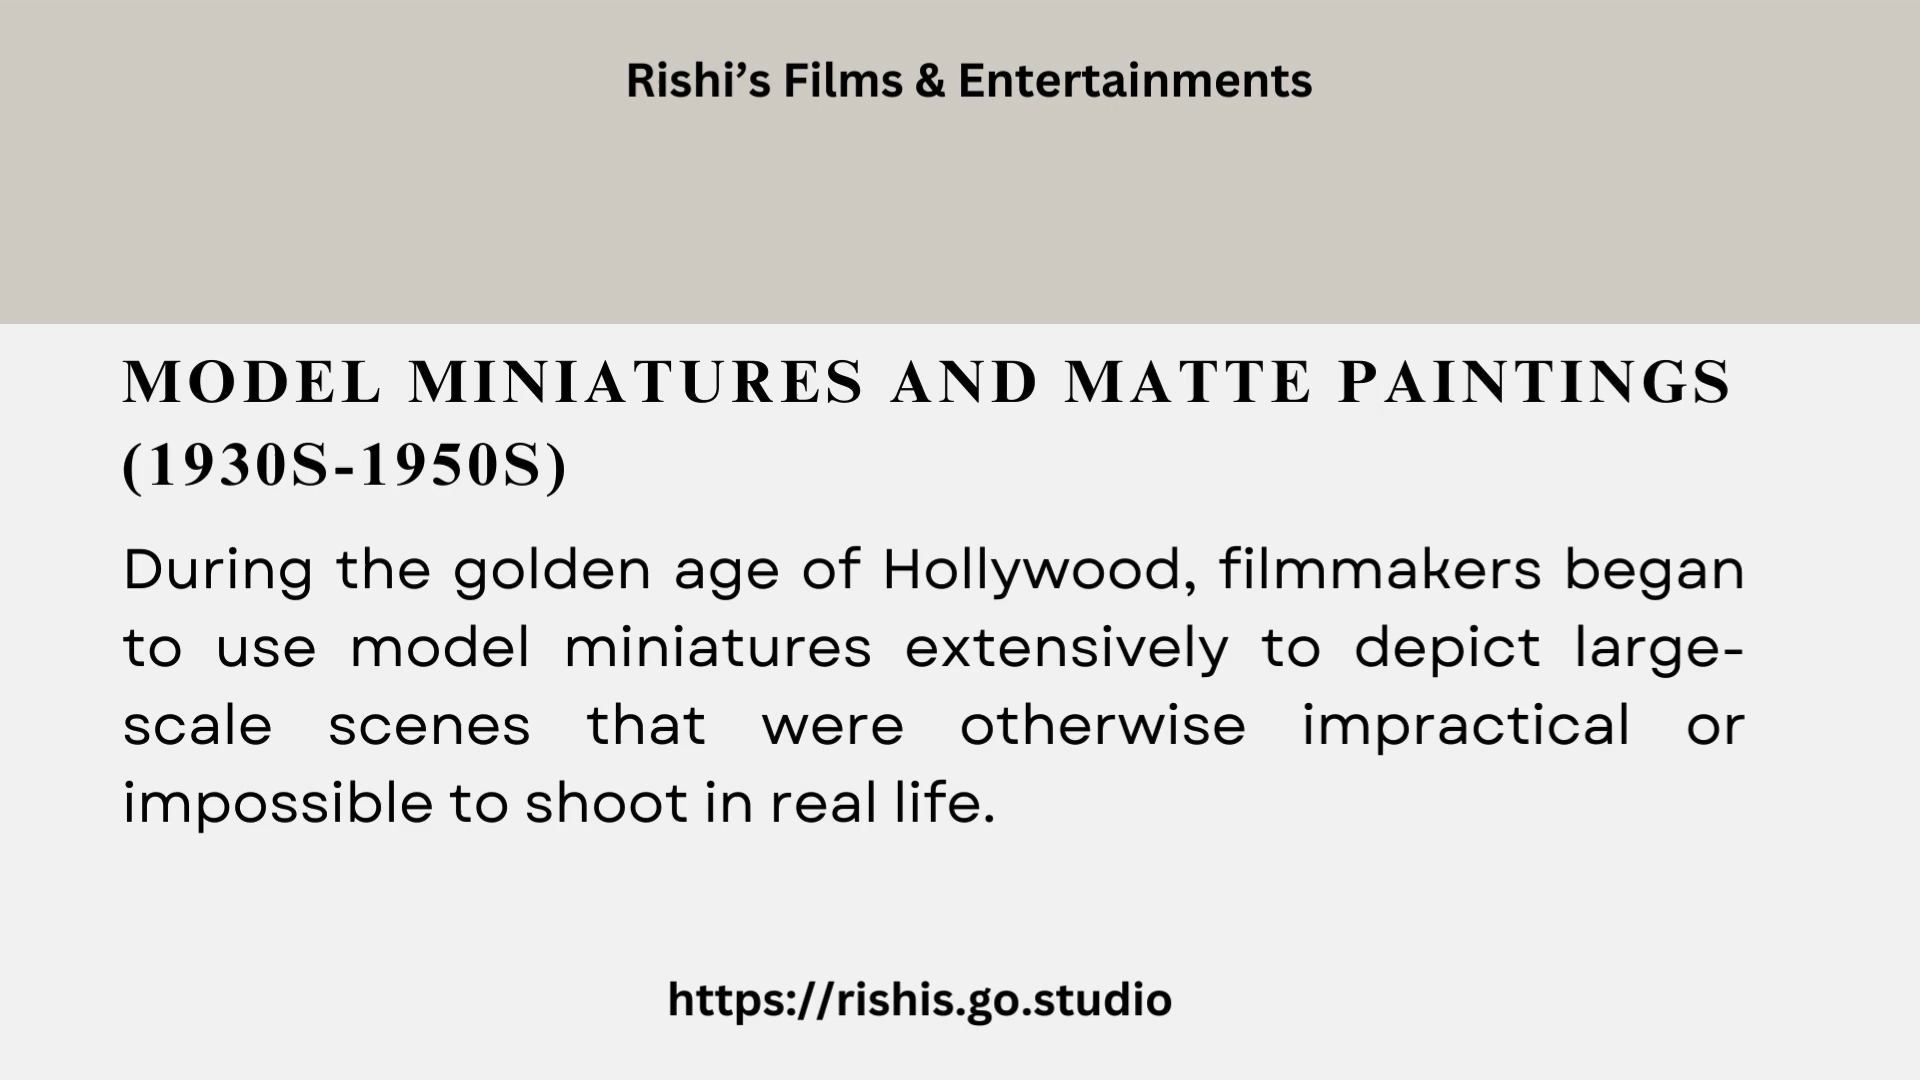 Rishi’s Films & Entertainments
MODEL MINIATURES AND MATTE PAINTINGS
(1930S-1950S)
During the golden age of Hollywood, filmmakers began
to use model miniatures extensively to depict large-
scale scenes that were otherwise impractical or
impossible to shoot in real life.
https://rishis.go.studio